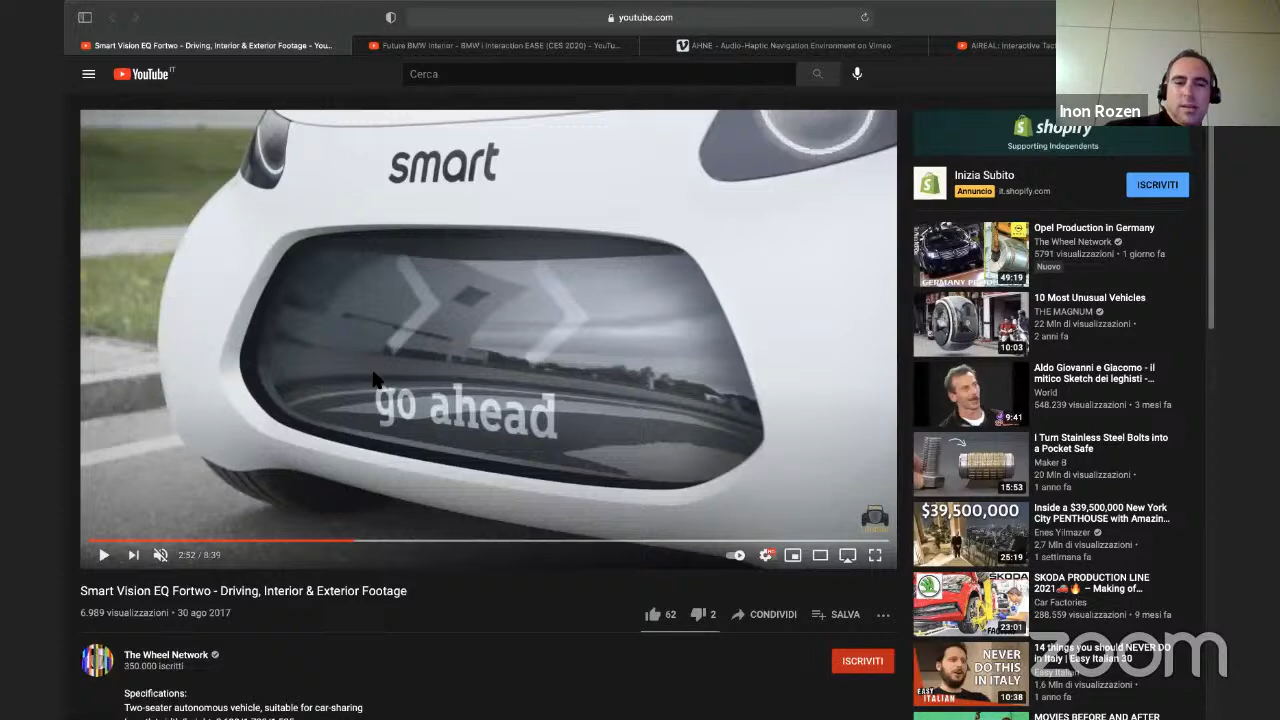 youtube.com
Smart Vision EQ Fortwo - Driving, Interior & Exterior Footage - You...
Future BMW Interior - BMW i Interaction EASE (CES 2020) - YouTu...
AHNE - Audio-Haptic Navigation Environment on Vimeo
AIREAL: Interactive Tact
Inon Rozen
YouTube IT
Cerca
smart
go ahead
2:52 / 8:39
Smart Vision EQ Fortwo - Driving, Interior & Exterior Footage
6.989 visualizzazioni • 30 ago 2017
62
2
CONDIVIDI
SALVA
The Wheel Network
350.000 iscritti
ISCRIVITI
Specifications:
Two-seater autonomous vehicle, suitable for car-sharing
shopify
Supporting Independents
Inizia Subito
Annuncio
it.shopify.com
ISCRIVITI
Opel Production in Germany
The Wheel Network
5791 visualizzazioni • 1 giorno fa
Nuovo
49:19
10 Most Unusual Vehicles
THE MAGNUM
22 Mln di visualizzazioni •
2 anni fa
10:03
Aldo Giovanni e Giacomo - il
mitico Sketch dei leghisti -...
World
548.239 visualizzazioni • 3 mesi fa
9:41
I Turn Stainless Steel Bolts into
a Pocket Safe
Maker B
20 Mln di visualizzazioni •
1 anno fa
15:53
$39,500,000
Inside a $39,500,000 New York
City PENTHOUSE with Amazin...
Enes Yilmazer
2,7 Mln di visualizzazioni •
1 settimana fa
25:19
SKODA PRODUCTION LINE
2021🚗🔥 – Making of...
Car Factories
288.559 visualizzazioni • 9 mesi fa
23:01
NEVER
DO THIS
IN ITALY
EASY
ITALIAN
14 things you should NEVER DO
in Italy | Easy Italian 30
Easy Italian
1,6 Mln di visualizzazioni •
1 anno fa
10:38
MOVIES BEFORE AND AFTER
zoom